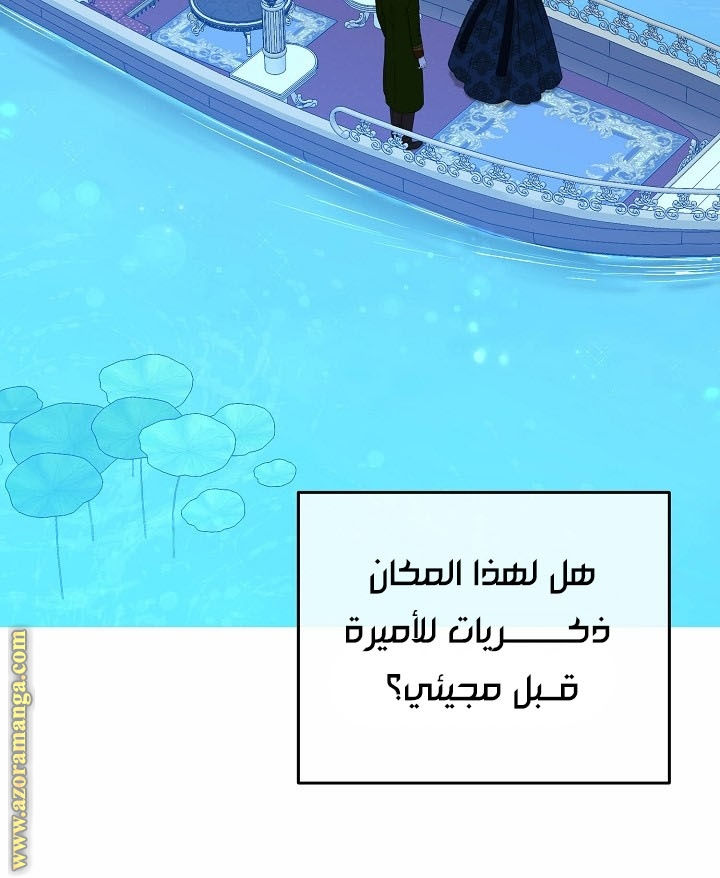 هل لهذا المكان
ذكـــــريات للأميرة
قـبل مجيئي؟
www.azoramanga.com